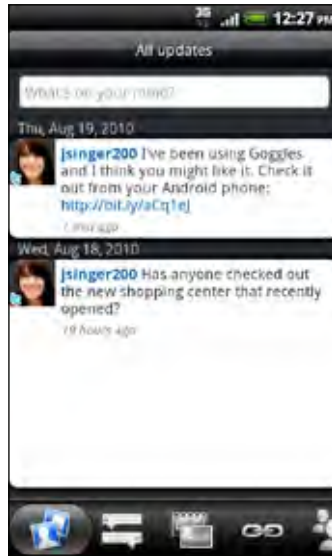 3G 12:27 PM
All updates
What's on your mind?
Thu, Aug 19, 2010
jsinger200 I've been using Goggles
and I think you might like it. Check it
out from your Android phone:
http://bit.ly/aCq1eJ
1 min ago
Wed, Aug 18, 2010
jsinger200 Has anyone checked out
the new shopping center that recently
opened?
19 hours ago